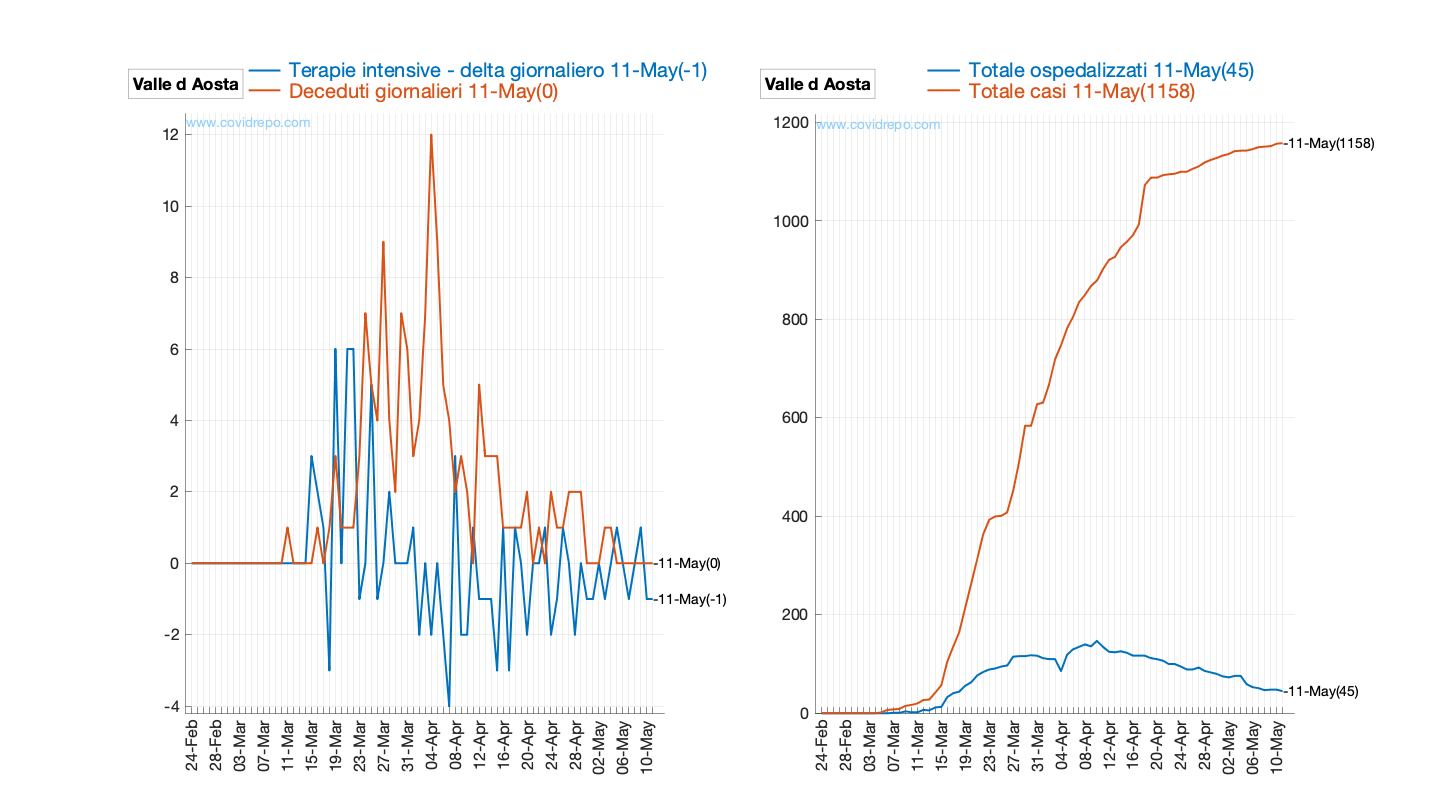 Valle d Aosta
Terapie intensive - delta giornaliero 11-May(-1)
Deceduti giornalieri 11-May(0)
www.covidrepo.com
12
10
8
6
4
2
0
-2
-4
-11-May(0)
-11-May(-1)
24-Feb
28-Feb
03-Mar
07-Mar
11-Mar
15-Mar
19-Mar
23-Mar
27-Mar
31-Mar
04-Apr
08-Apr
12-Apr
16-Apr
20-Apr
24-Apr
28-Apr
02-May
06-May
10-May
Valle d Aosta
Totale ospedalizzati 11-May(45)
Totale casi 11-May(1158)
www.covidrepo.com
1200
1000
800
600
400
200
0
-11-May(1158)
-11-May(45)
24-Feb
28-Feb
03-Mar
07-Mar
11-Mar
15-Mar
19-Mar
23-Mar
27-Mar
31-Mar
04-Apr
08-Apr
12-Apr
16-Apr
20-Apr
24-Apr
28-Apr
02-May
06-May
10-May